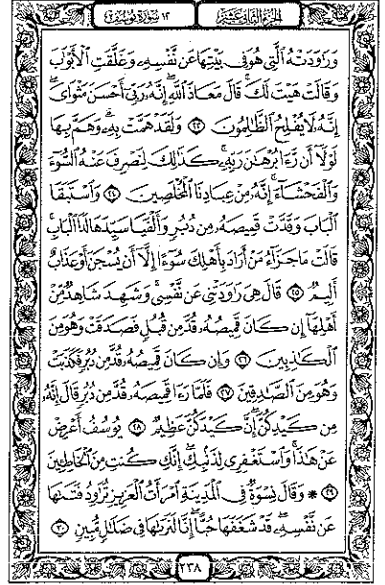 الجزء الثاني عشر ١٢ سورة يوسف
وَرَٰوَدَتْهُ ٱلَّتِى هُوَ فِى بَيْتِهَا عَن نَّفْسِهِۦ وَغَلَّقَتِ ٱلْأَبْوَٰبَ
وَقَالَتْ هَيْتَ لَكَ ۚ قَالَ مَعَاذَ ٱللَّهِ ۖ إِنَّهُۥ رَبِّىٓ أَحْسَنَ مَثْوَاىَ ۖ
إِنَّهُۥ لَا يُفْلِحُ ٱلظَّٰلِمُونَ ٢٣ وَلَقَدْ هَمَّتْ بِهِۦ ۖ وَهَمَّ بِهَا
لَوْلَآ أَن رَّءَا بُرْهَٰنَ رَبِّهِۦ ۚ كَذَٰلِكَ لِنَصْرِفَ عَنْهُ ٱلسُّوٓءَ
وَٱلْفَحْشَآءَ ۚ إِنَّهُۥ مِنْ عِبَادِنَا ٱلْمُخْلَصِينَ ٢٤ وَٱسْتَبَقَا
ٱلْبَابَ وَقَدَّتْ قَمِيصَهُۥ مِن دُبُرٍ وَأَلْفَيَا سَيِّدَهَا لَدَا ٱلْبَابِ ۚ
قَالَتْ مَا جَزَآءُ مَنْ أَرَادَ بِأَهْلِكَ سُوٓءًا إِلَّآ أَن يُسْجَنَ أَوْ عَذَابٌ
أَلِيمٌ ٢٥ قَالَ هِىَ رَٰوَدَتْنِى عَن نَّفْسِى ۚ وَشَهِدَ شَاهِدٌ مِّنْ
أَهْلِهَآ إِن كَانَ قَمِيصُهُۥ قُدَّ مِن قُبُلٍ فَصَدَقَتْ وَهُوَ مِنَ
ٱلْكَٰذِبِينَ ٢٦ وَإِن كَانَ قَمِيصُهُۥ قُدَّ مِن دُبُرٍ فَكَذَبَتْ
وَهُوَ مِنَ ٱلصَّٰدِقِينَ ٢٧ فَلَمَّا رَءَا قَمِيصَهُۥ قُدَّ مِن دُبُرٍ قَالَ إِنَّهُۥ
مِن كَيْدِكُنَّ ۖ إِنَّ كَيْدَكُنَّ عَظِيمٌ ٢٨ يُوسُفُ أَعْرِضْ
عَنْ هَٰذَا ۚ وَٱسْتَغْفِرِى لِذَنۢبِكِ ۖ إِنَّكِ كُنتِ مِنَ ٱلْخَاطِـِٔينَ
٢٩ ۞ وَقَالَ نِسْوَةٌ فِى ٱلْمَدِينَةِ ٱمْرَأَتُ ٱلْعَزِيزِ تُرَٰوِدُ فَتَىٰهَا
عَن نَّفْسِهِۦ ۖ قَدْ شَغَفَهَا حُبًّا ۖ إِنَّا لَنَرَىٰهَا فِى ضَلَٰلٍ مُّبِينٍ ٣٠
٢٣٨